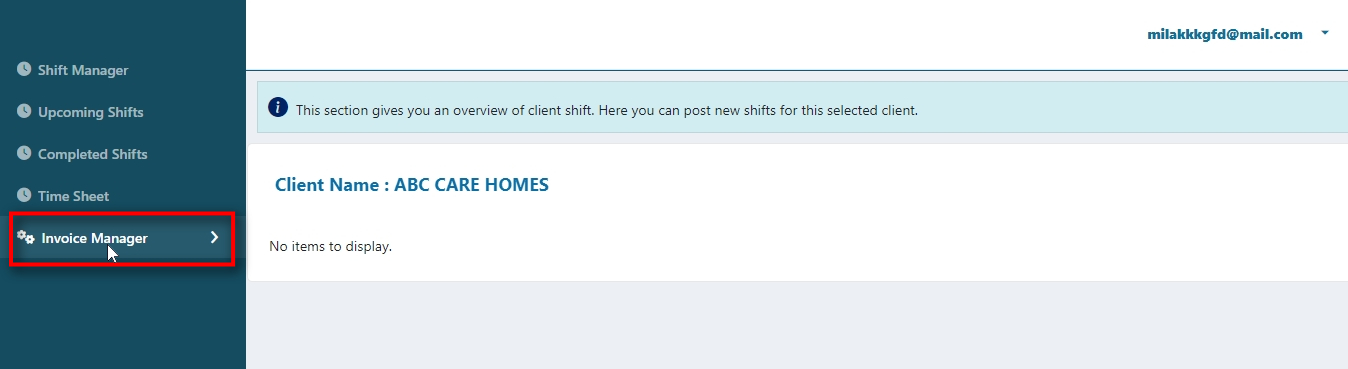 milakkkgfd@mail.com
Shift Manager
Upcoming Shifts
Completed Shifts
Time Sheet
Invoice Manager
This section gives you an overview of client shift. Here you can post new shifts for this selected client.
Client Name : ABC CARE HOMES
No items to display.